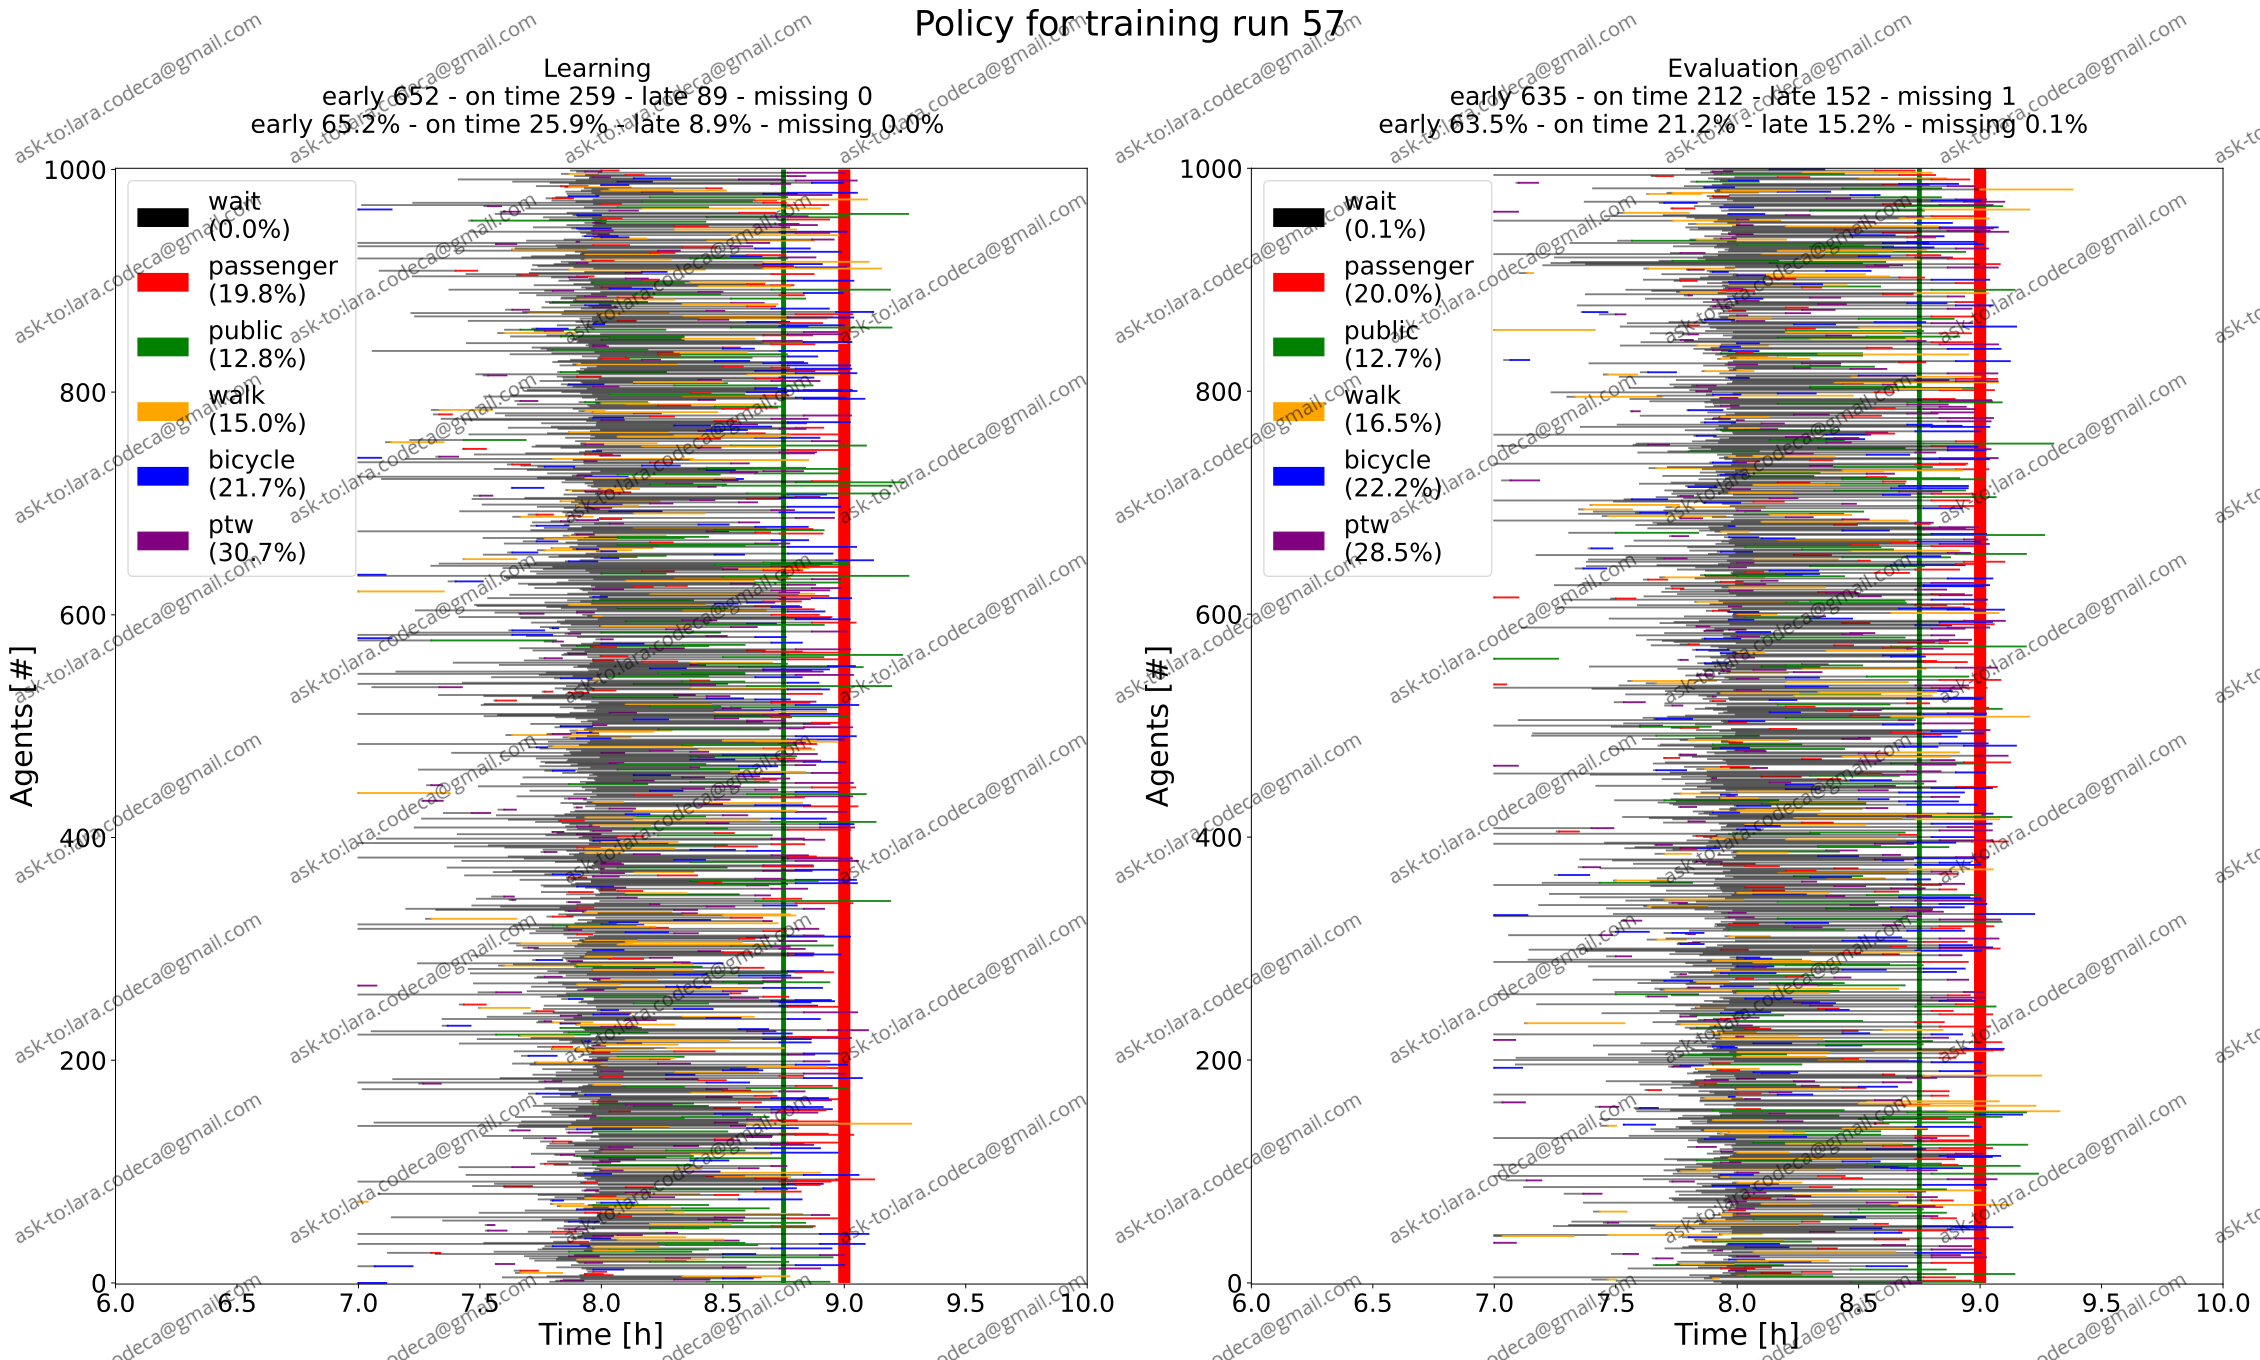 Policy for training run 57
Learning
early 652 - on time 259 - late 89 - missing 0
early 65.2% - on time 25.9% - late 8.9% - missing 0.0%
1000
800
600
400
200
0
Agents [#]
wait
(0.0%)
passenger
(19.8%)
public
(12.8%)
walk
(15.0%)
bicycle
(21.7%)
ptw
(30.7%)
6.0 6.5 7.0 7.5 8.0 8.5 9.0 9.5 10.0
Time [h]
Evaluation
early 635 - on time 212 - late 152 - missing 1
early 63.5% - on time 21.2% - late 15.2% - missing 0.1%
1000
800
600
400
200
0
Agents [#]
wait
(0.1%)
passenger
(20.0%)
public
(12.7%)
walk
(16.5%)
bicycle
(22.2%)
ptw
(28.5%)
6.0 6.5 7.0 7.5 8.0 8.5 9.0 9.5 10.0
Time [h]
ask-to:lara.codeca@gmail.com